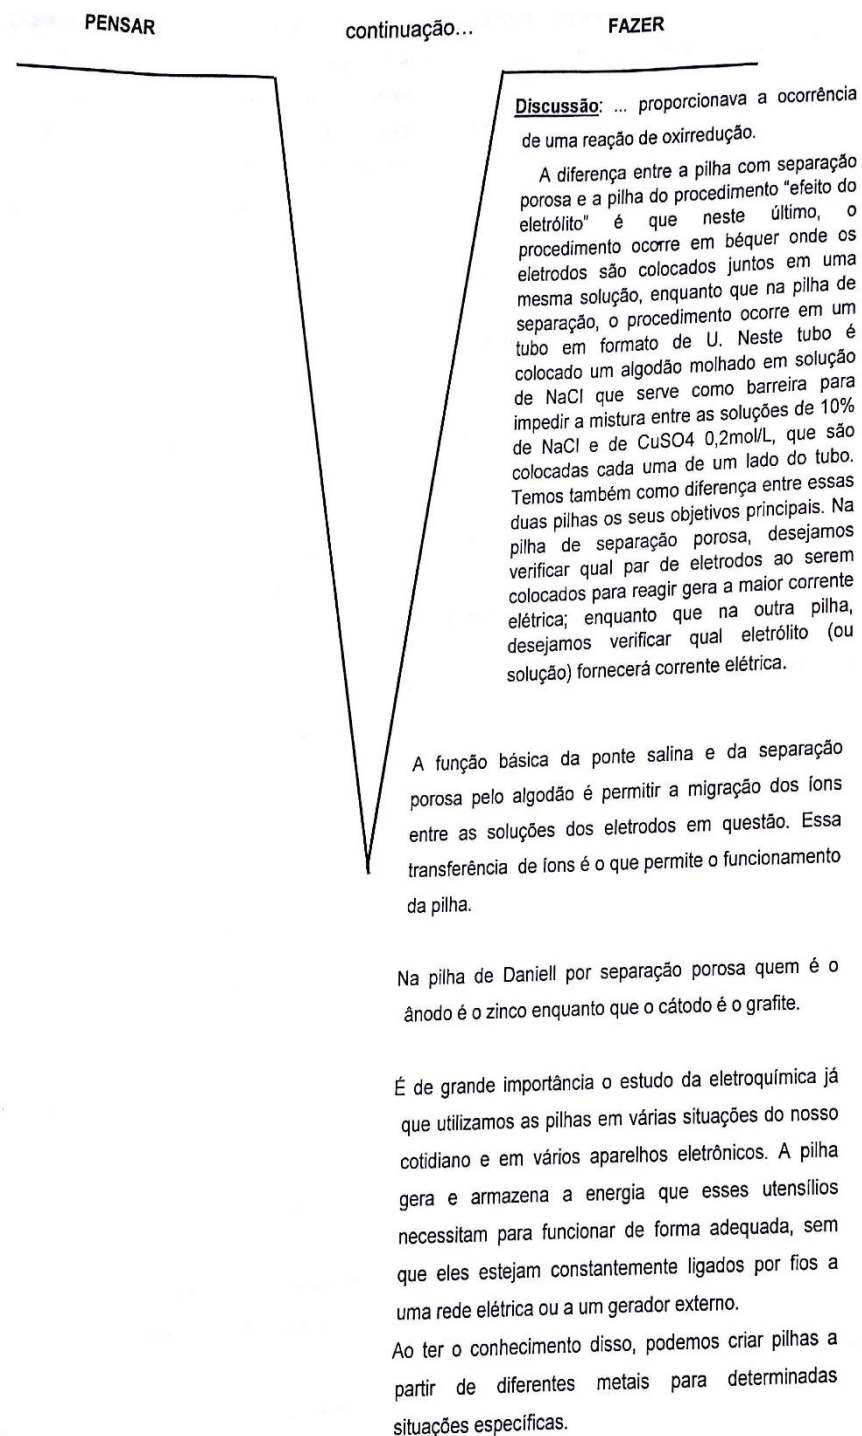 PENSAR continuação... FAZER
Discussão: ... proporcionava a ocorrência
de uma reação de oxirredução.
A diferença entre a pilha com separação
porosa e a pilha do procedimento "efeito do
eletrólito" é que neste último, o
procedimento ocorre em béquer onde os
eletrodos são colocados juntos em uma
mesma solução, enquanto que na pilha de
separação, o procedimento ocorre em um
tubo em formato de U. Neste tubo é
colocado um algodão molhado em solução
de NaCl que serve como barreira para
impedir a mistura entre as soluções de 10%
de NaCl e de CuSO4 0,2mol/L, que são
colocadas cada uma de um lado do tubo.
Temos também como diferença entre essas
duas pilhas os seus objetivos principais. Na
pilha de separação porosa, desejamos
verificar qual par de eletrodos ao serem
colocados para reagir gera a maior corrente
elétrica; enquanto que na outra pilha,
desejamos verificar qual eletrólito (ou
solução) fornecerá corrente elétrica.
A função básica da ponte salina e da separação
porosa pelo algodão é permitir a migração dos íons
entre as soluções dos eletrodos em questão. Essa
transferência de íons é o que permite o funcionamento
da pilha.
Na pilha de Daniell por separação porosa quem é o
ânodo é o zinco enquanto que o cátodo é o grafite.
É de grande importância o estudo da eletroquímica já
que utilizamos as pilhas em várias situações do nosso
cotidiano e em vários aparelhos eletrônicos. A pilha
gera e armazena a energia que esses utensílios
necessitam para funcionar de forma adequada, sem
que eles estejam constantemente ligados por fios a
uma rede elétrica ou a um gerador externo.
Ao ter o conhecimento disso, podemos criar pilhas a
partir de diferentes metais para determinadas
situações específicas.